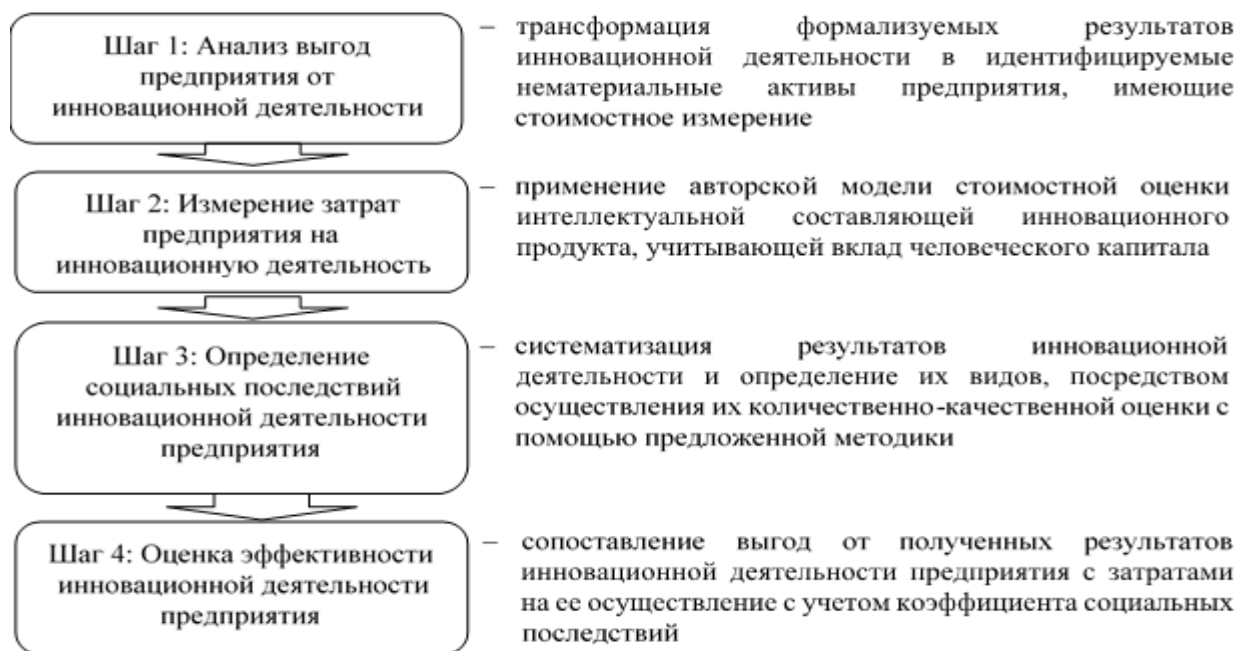 Шаг 1: Анализ выгод
предприятия от
инновационной деятельности
– трансформация формализуемых результатов
инновационной деятельности в идентифицируемые
нематериальные активы предприятия, имеющие
стоимостное измерение
Шаг 2: Измерение затрат
предприятия на
инновационную деятельность
– применение авторской модели стоимостной оценки
интеллектуальной составляющей инновационного
продукта, учитывающей вклад человеческого капитала
Шаг 3: Определение
социальных последствий
инновационной деятельности
предприятия
– систематизация результатов инновационной
деятельности и определение их видов, посредством
осуществления их количественно-качественной оценки с
помощью предложенной методики
Шаг 4: Оценка эффективности
инновационной деятельности
предприятия
– сопоставление выгод от полученных результатов
инновационной деятельности предприятия с затратами
на ее осуществление с учетом коэффициента социальных
последствий